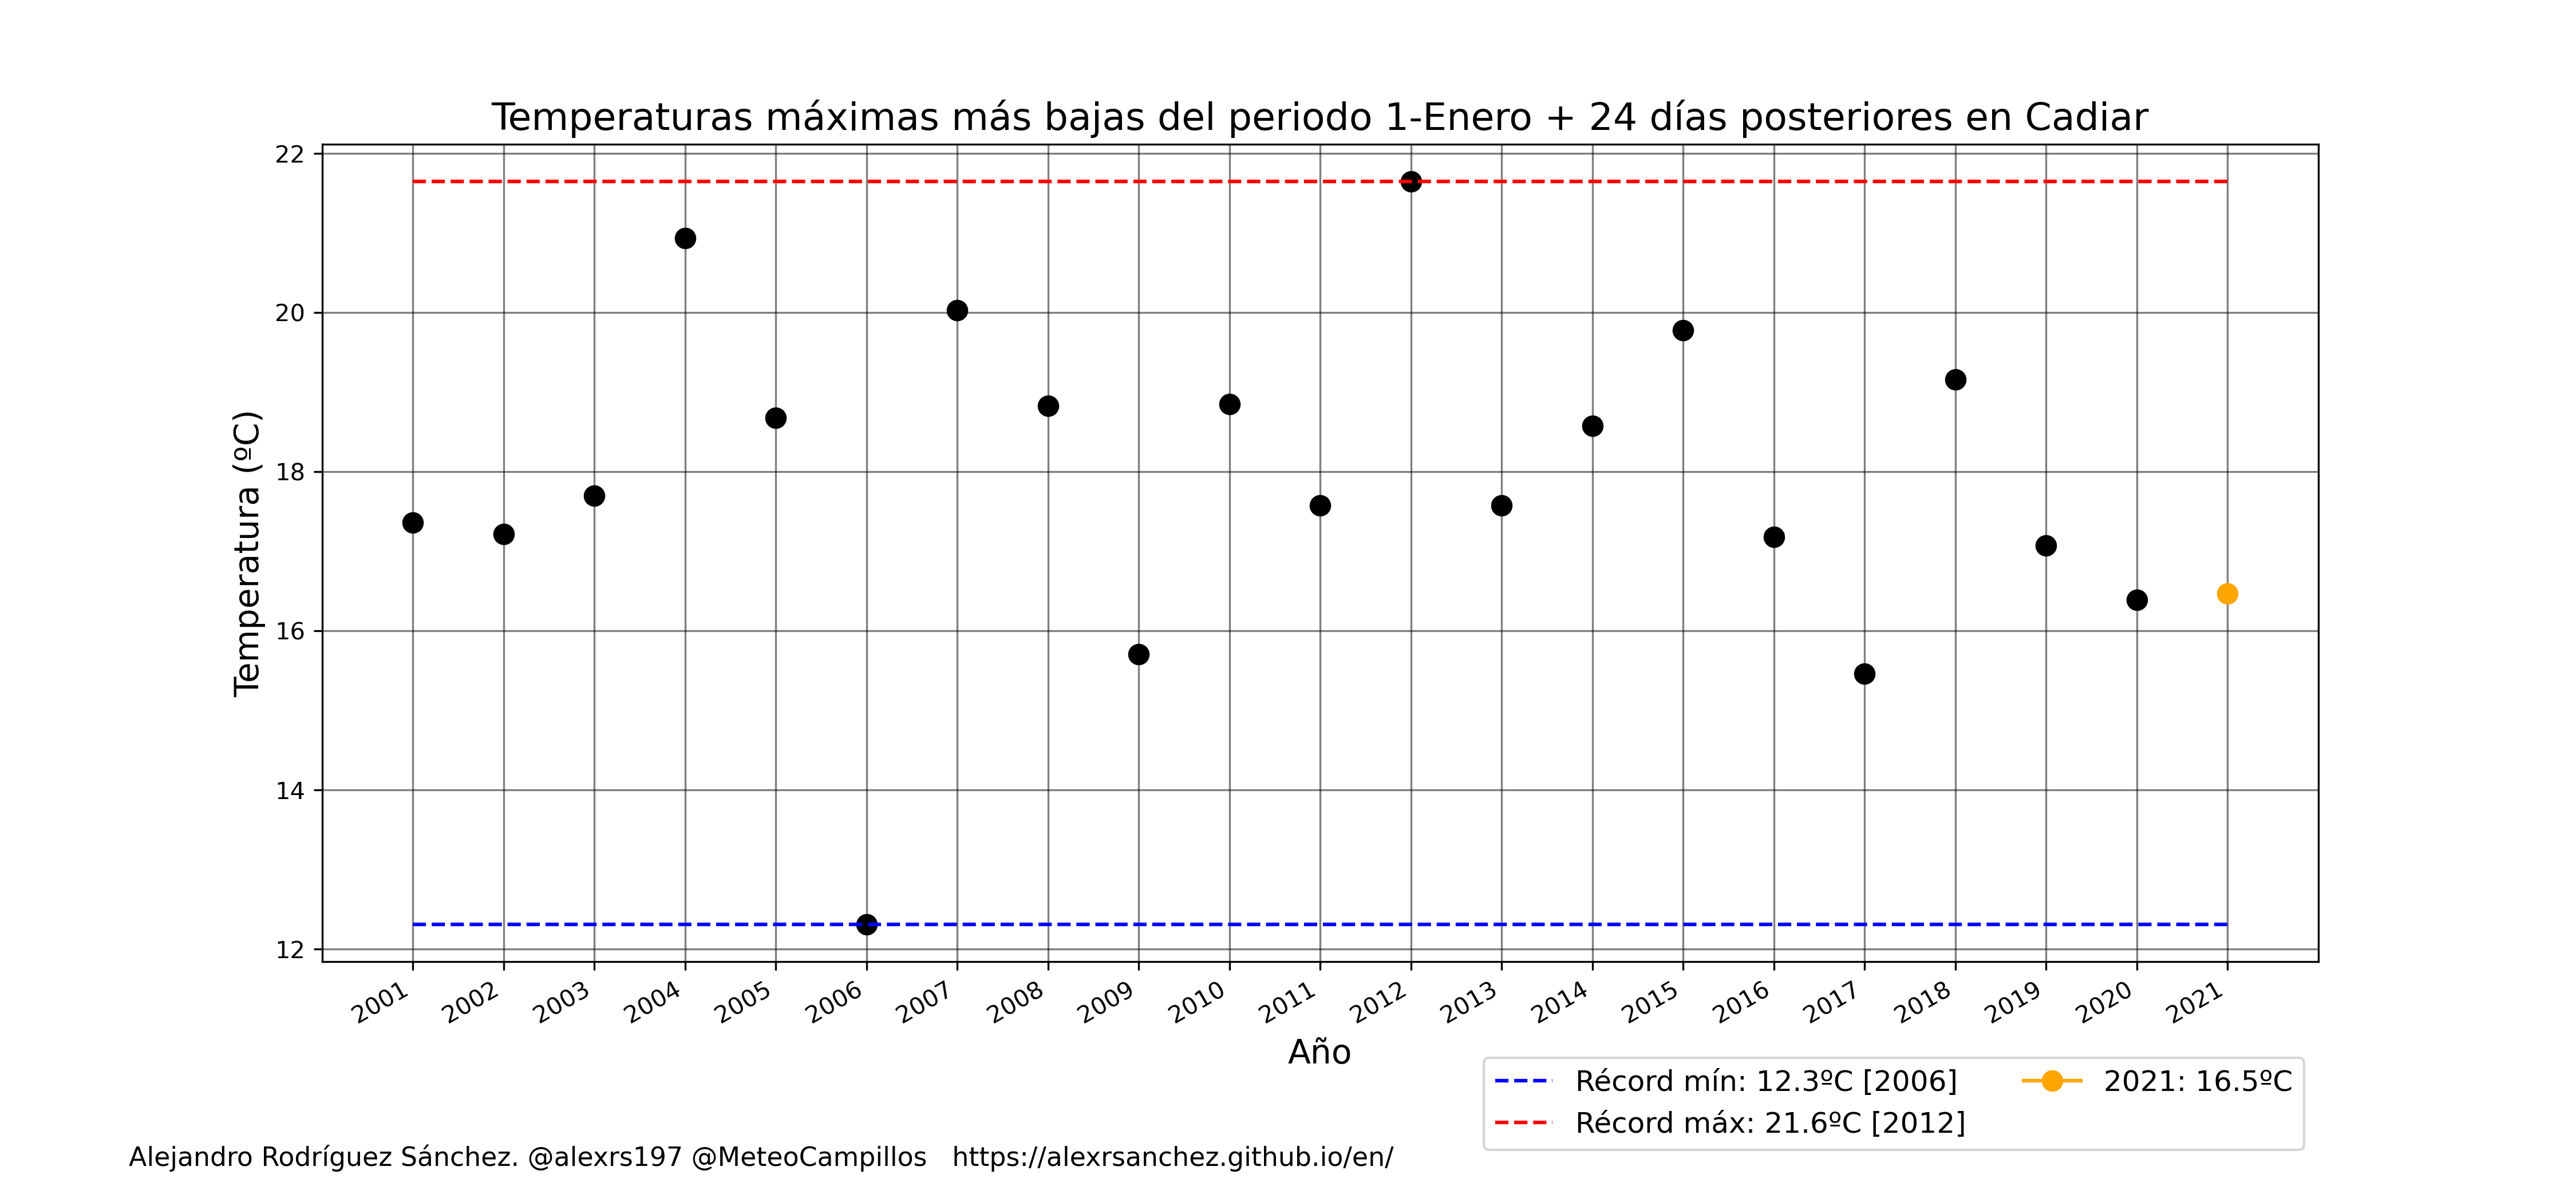 Temperaturas máximas más bajas del periodo 1-Enero + 24 días posteriores en Cadiar
Temperatura (ºC)
22
20
18
16
14
12
2001 2002 2003 2004 2005 2006 2007 2008 2009 2010 2011 2012 2013 2014 2015 2016 2017 2018 2019 2020 2021
Año
Récord mín: 12.3ºC [2006]
Récord máx: 21.6ºC [2012]
2021: 16.5ºC
Alejandro Rodríguez Sánchez. @alexrs197 @MeteoCampillos https://alexrsanchez.github.io/en/